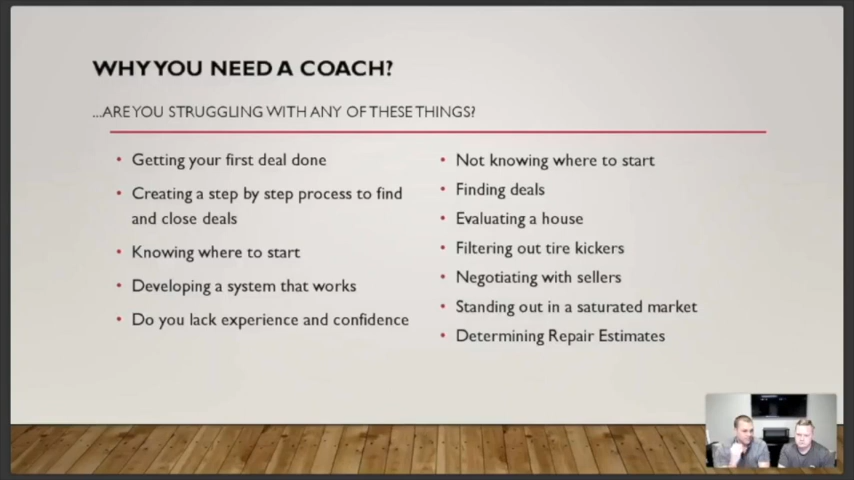 WHY YOU NEED A COACH?
...ARE YOU STRUGGLING WITH ANY OF THESE THINGS?
• Getting your first deal done
• Creating a step by step process to find
and close deals
• Knowing where to start
• Developing a system that works
• Do you lack experience and confidence
• Not knowing where to start
• Finding deals
• Evaluating a house
• Filtering out tire kickers
• Negotiating with sellers
• Standing out in a saturated market
• Determining Repair Estimates